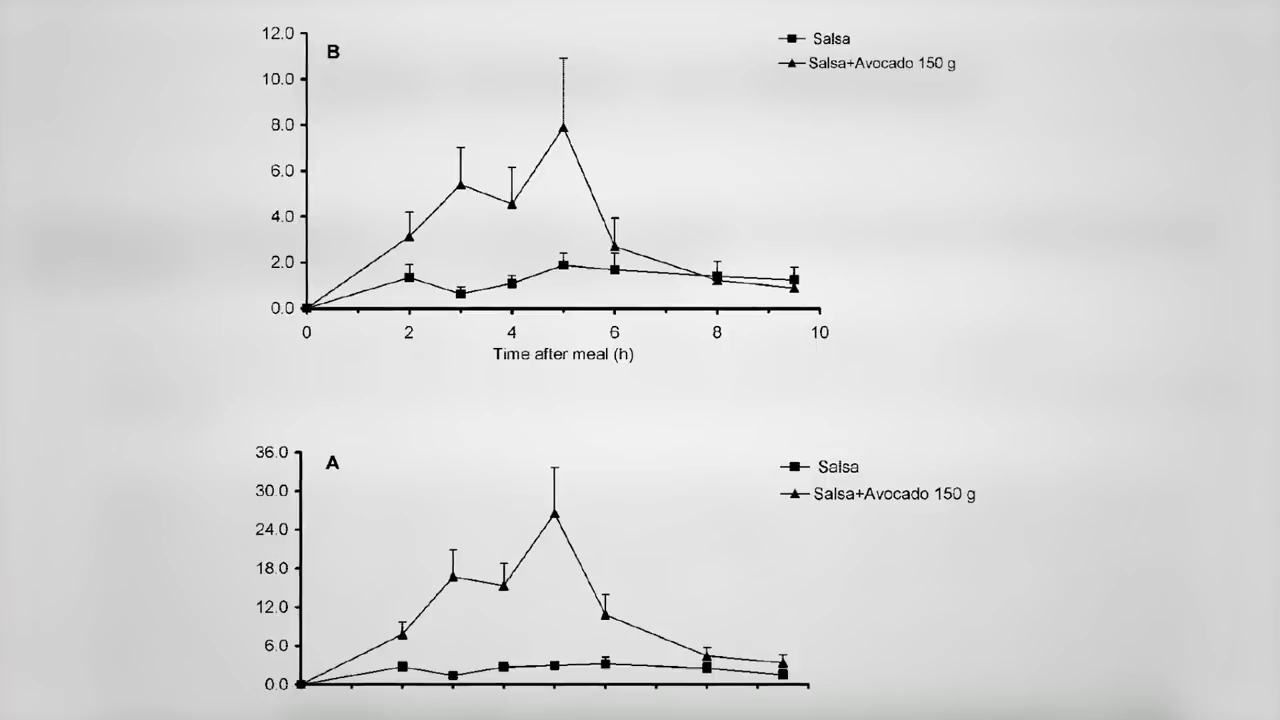 12.0
B
Salsa
Salsa+Avocado 150 g
10.0
8.0
6.0
4.0
2.0
0.0
0 2 4 6 8 10
Time after meal (h)
36.0
A
Salsa
Salsa+Avocado 150 g
30.0
24.0
18.0
12.0
6.0
0.0